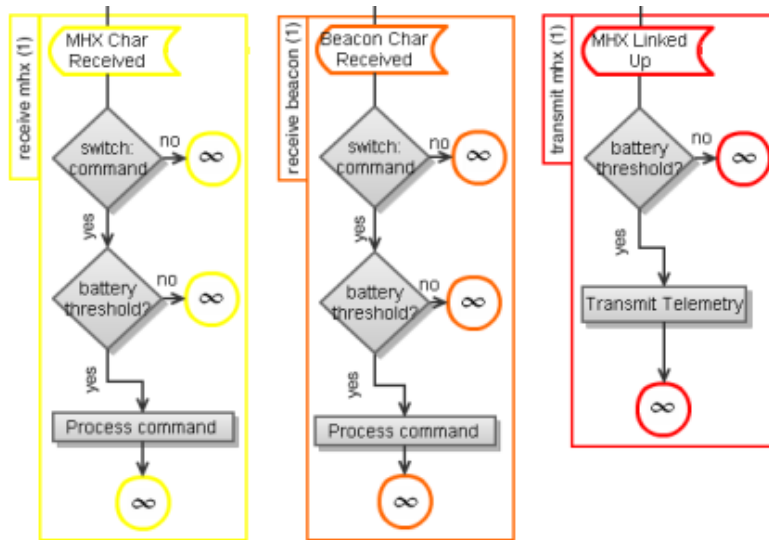 receive mhx (1)
MHX Char
Received
switch:
command
no
∞
yes
battery
threshold?
no
∞
yes
Process command
∞
receive beacon (1)
Beacon Char
Received
switch:
command
no
∞
yes
battery
threshold?
no
∞
yes
Process command
∞
transmit mhx (1)
MHX Linked
Up
battery
threshold?
no
∞
yes
Transmit Telemetry
∞